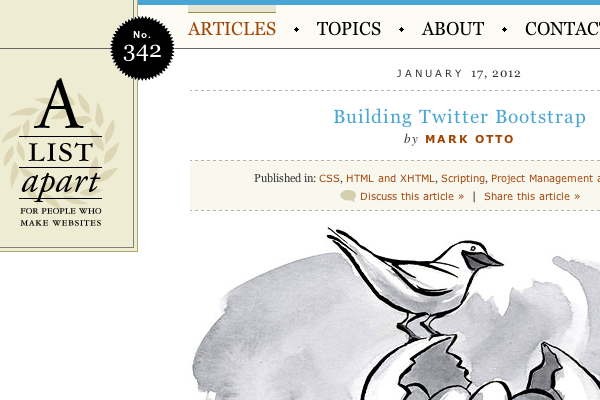 ARTICLES • TOPICS • ABOUT • CONTAC
No.
342
A
LIST
apart
FOR PEOPLE WHO
MAKE WEBSITES
JANUARY 17, 2012
Building Twitter Bootstrap
by MARK OTTO
Published in: CSS, HTML and XHTML, Scripting, Project Management a
Discuss this article » | Share this article »